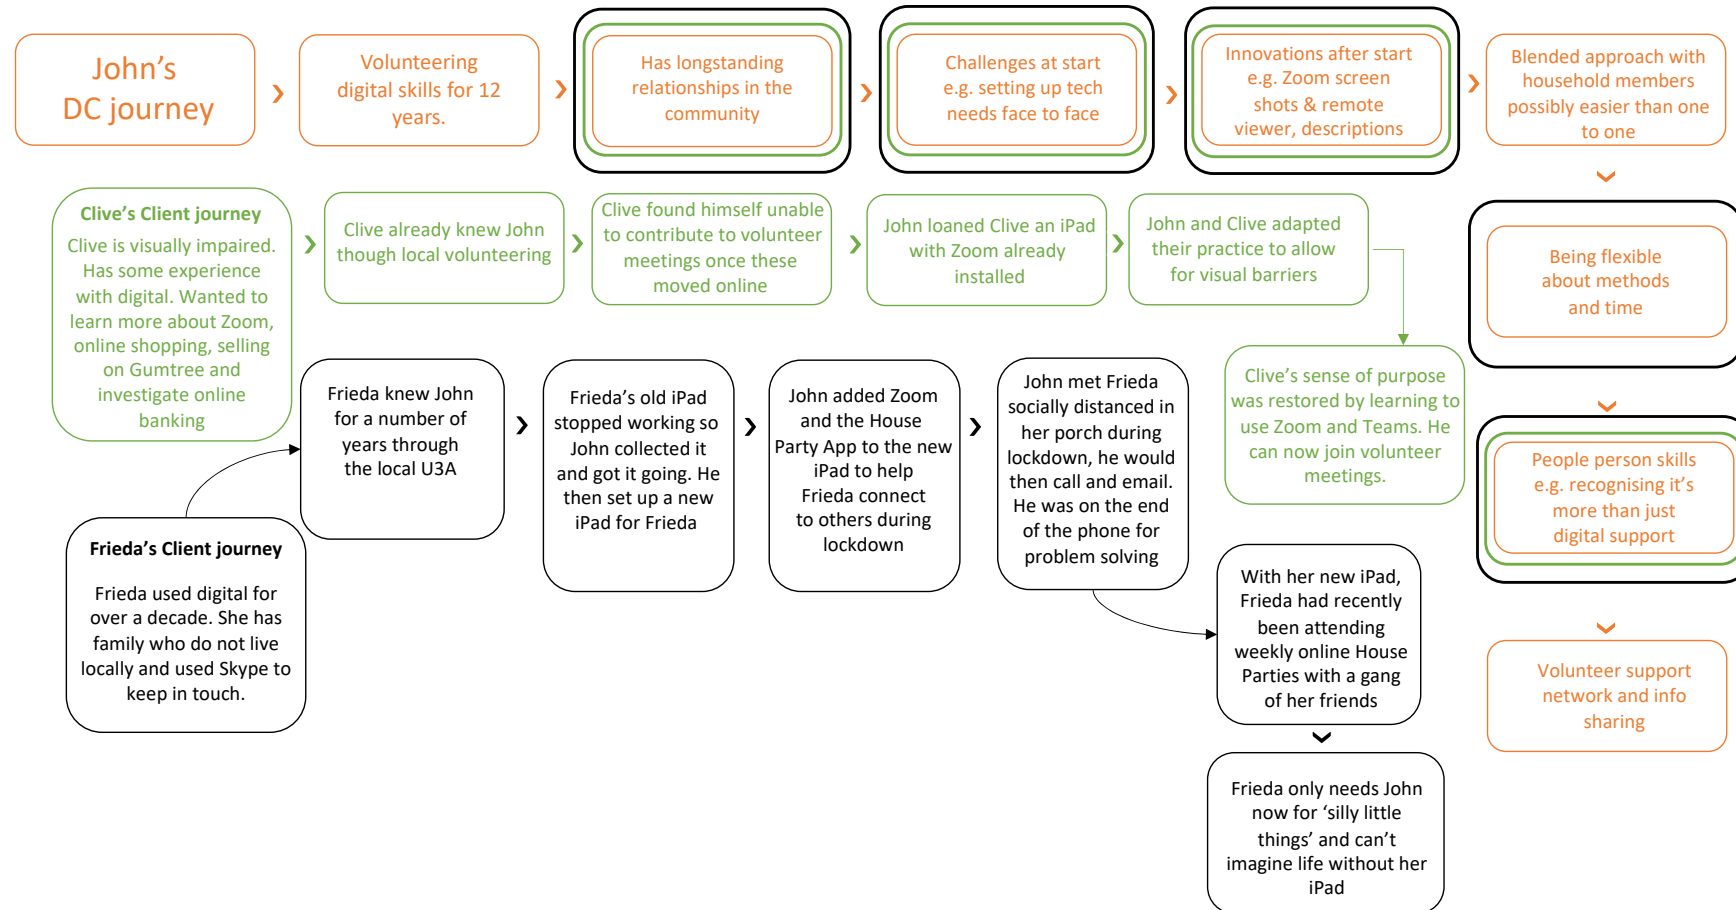 John's
DC journey
Volunteering
digital skills for 12
years.
Has longstanding
relationships in the
community
Challenges at start
e.g. setting up tech
needs face to face
Innovations after start
e.g. Zoom screen
shots & remote
viewer, descriptions
Blended approach with
household members
possibly easier than one
to one
Being flexible
about methods
and time
People person skills
e.g. recognising it's
more than just
digital support
Volunteer support
network and info
sharing
Clive's Client journey
Clive is visually impaired.
Has some experience
with digital. Wanted to
learn more about Zoom,
online shopping, selling
on Gumtree and
investigate online
banking
Clive already knew John
though local volunteering
Clive found himself unable
to contribute to volunteer
meetings once these
moved online
John loaned Clive an iPad
with Zoom already
installed
John and Clive adapted
their practice to allow
for visual barriers
Clive's sense of purpose
was restored by learning to
use Zoom and Teams. He
can now join volunteer
meetings.
Frieda's Client journey
Frieda used digital for
over a decade. She has
family who do not live
locally and used Skype to
keep in touch.
Frieda knew John
for a number of
years through
the local U3A
Frieda's old iPad
stopped working so
John collected it
and got it going. He
then set up a new
iPad for Frieda
John added Zoom
and the House
Party App to the new
iPad to help
Frieda connect
to others during
lockdown
John met Frieda
socially distanced in
her porch during
lockdown, he would
then call and email.
He was on the end
of the phone for
problem solving
With her new iPad,
Frieda had recently
been attending
weekly online House
Parties with a gang
of her friends
Frieda only needs John
now for ‘silly little
things’ and can’t
imagine life without her
iPad